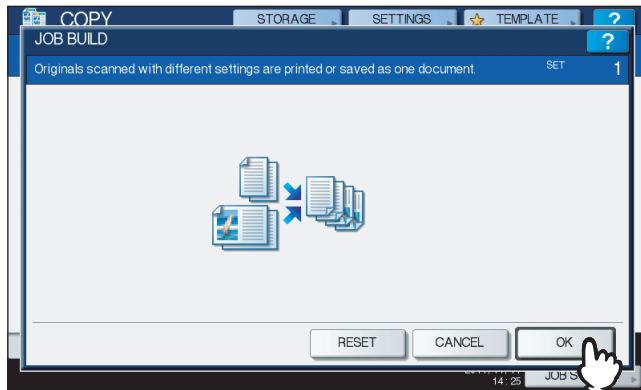 COPY
STORAGE
SETTINGS
TEMPLATE
?
JOB BUILD
?
Originals scanned with different settings are printed or saved as one document.
SET
1
RESET
CANCEL
OK
14 : 25
JOB